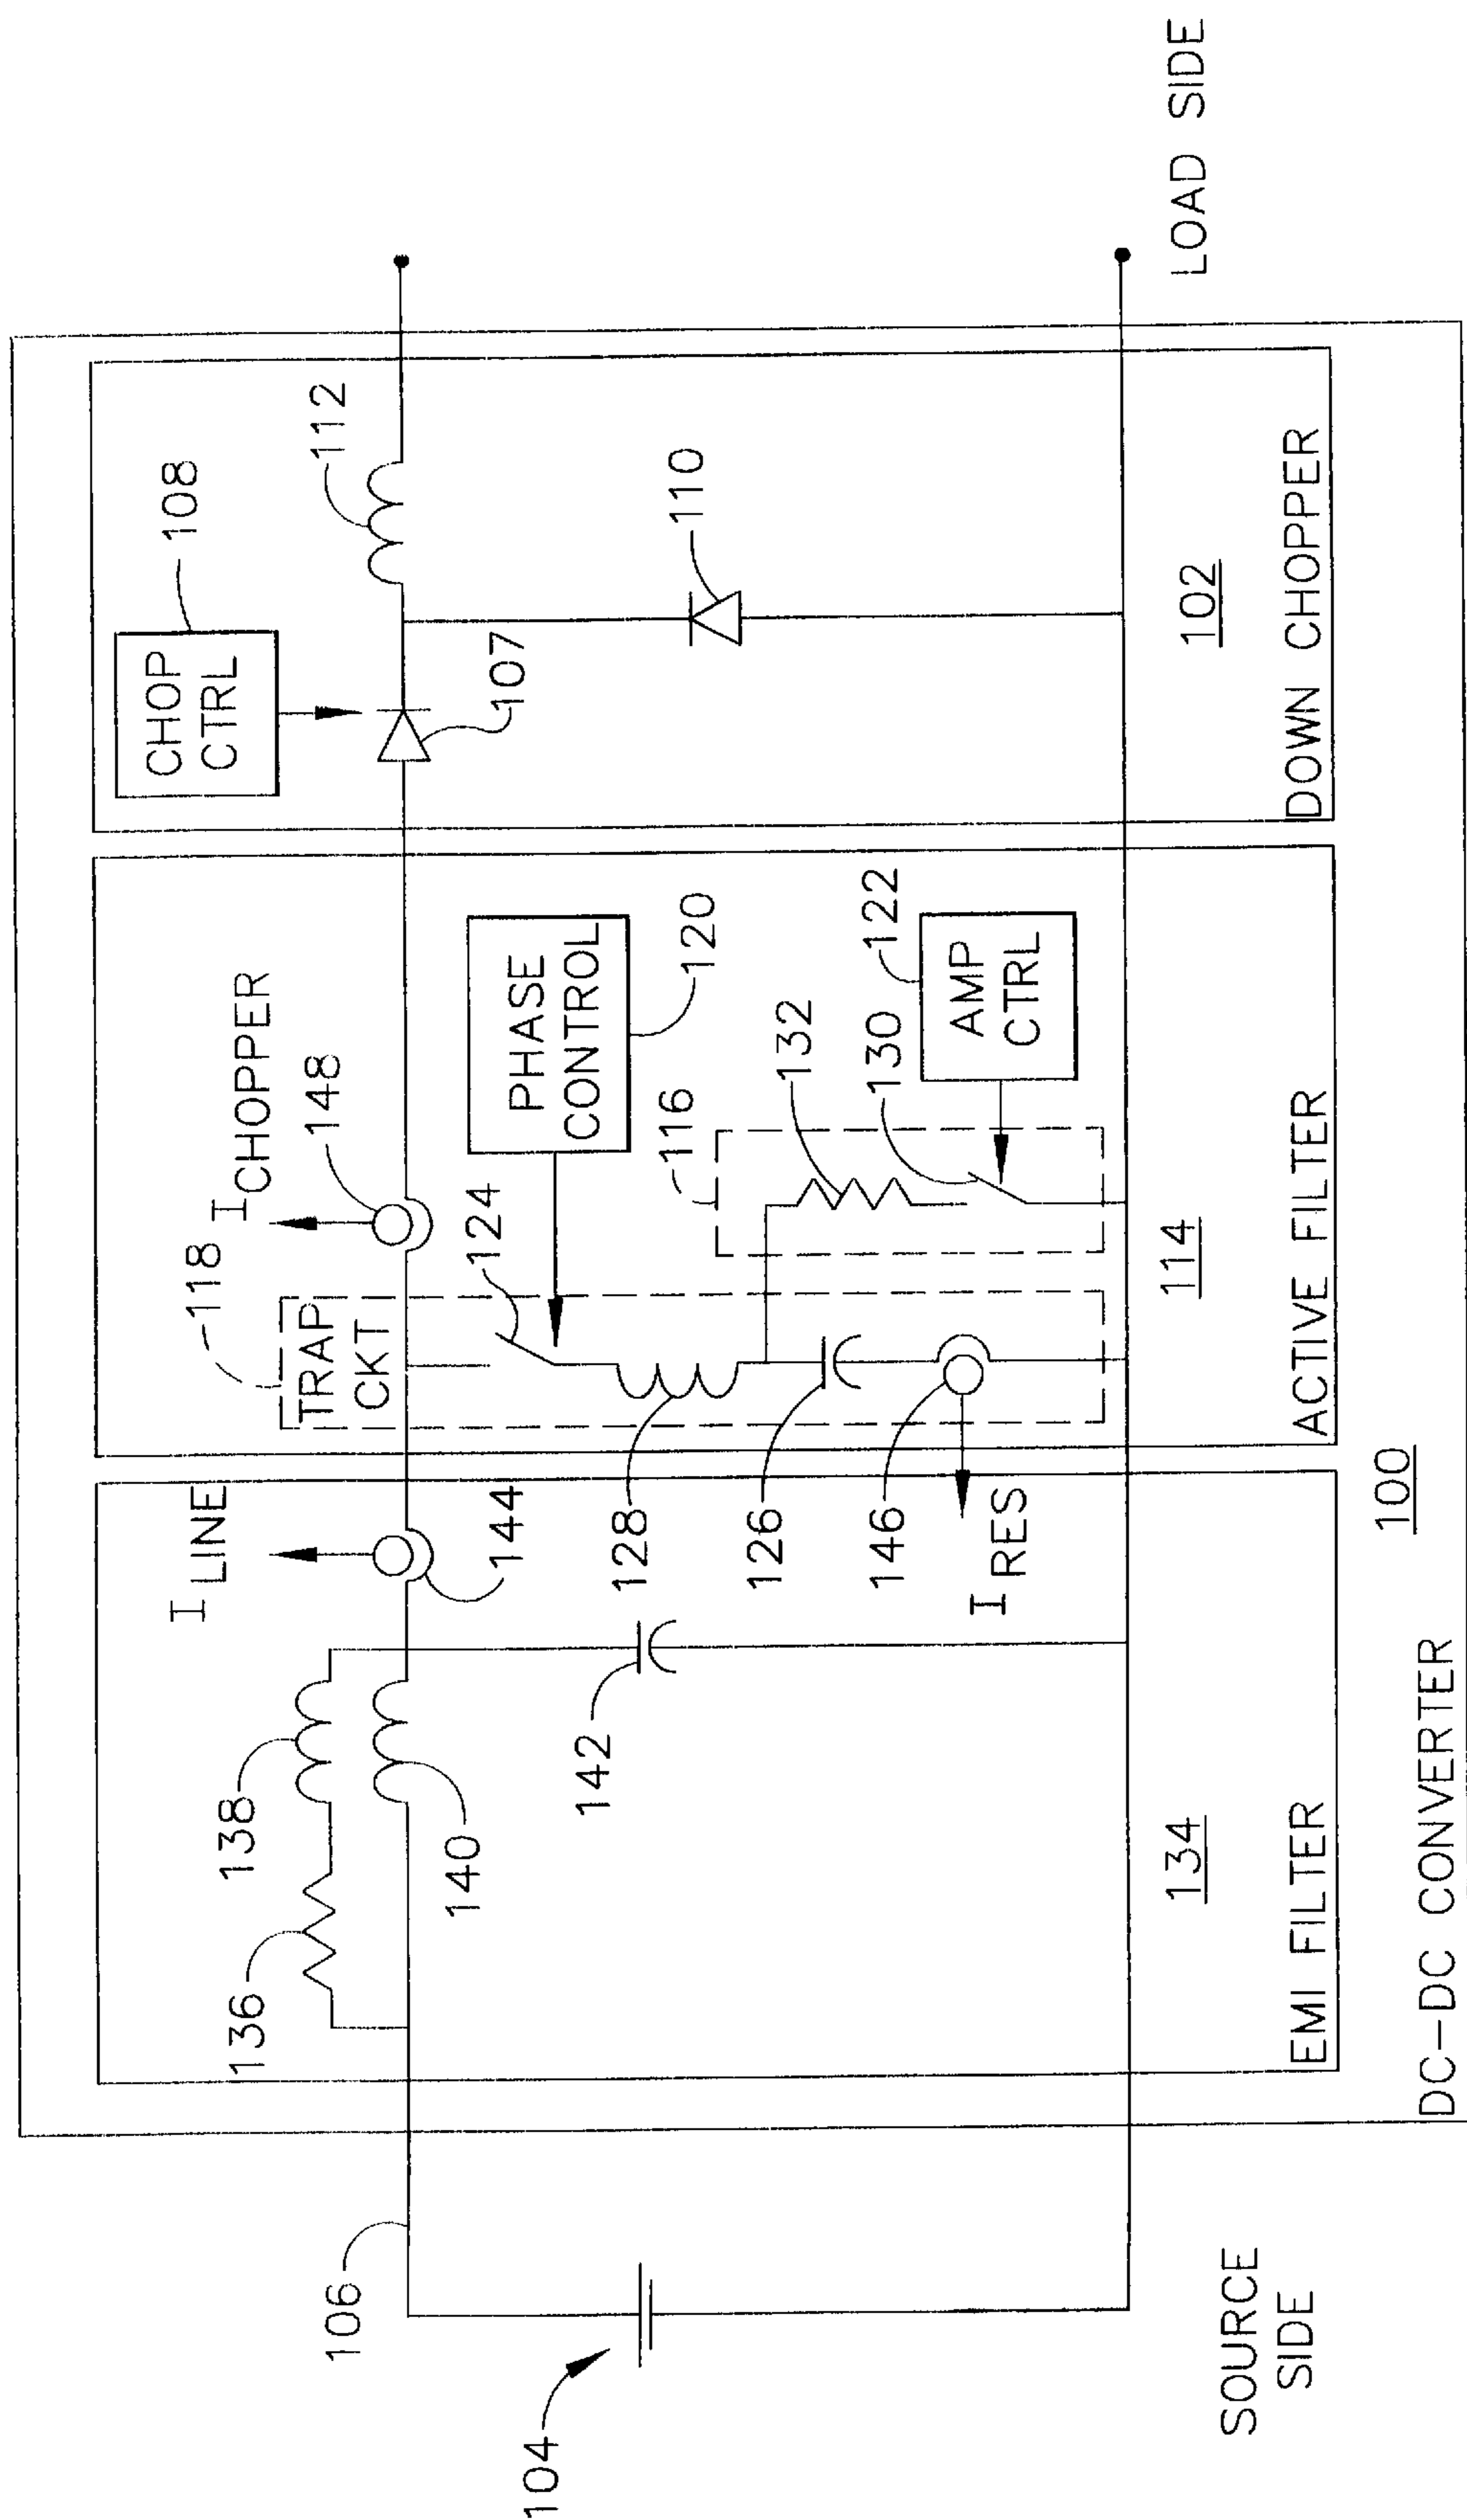 104
106
SOURCE
SIDE
136
138
140
142
I LINE
144
134
EMI FILTER
118
TRAP
CKT
I CHOPPER
148
124
PHASE
CONTROL
120
128
126
146
I RES
116
132
130
122
AMP
CTRL
114
ACTIVE FILTER
CHOP
CTRL
108
112
107
110
102
DOWN CHOPPER
LOAD SIDE
100
DC-DC CONVERTER